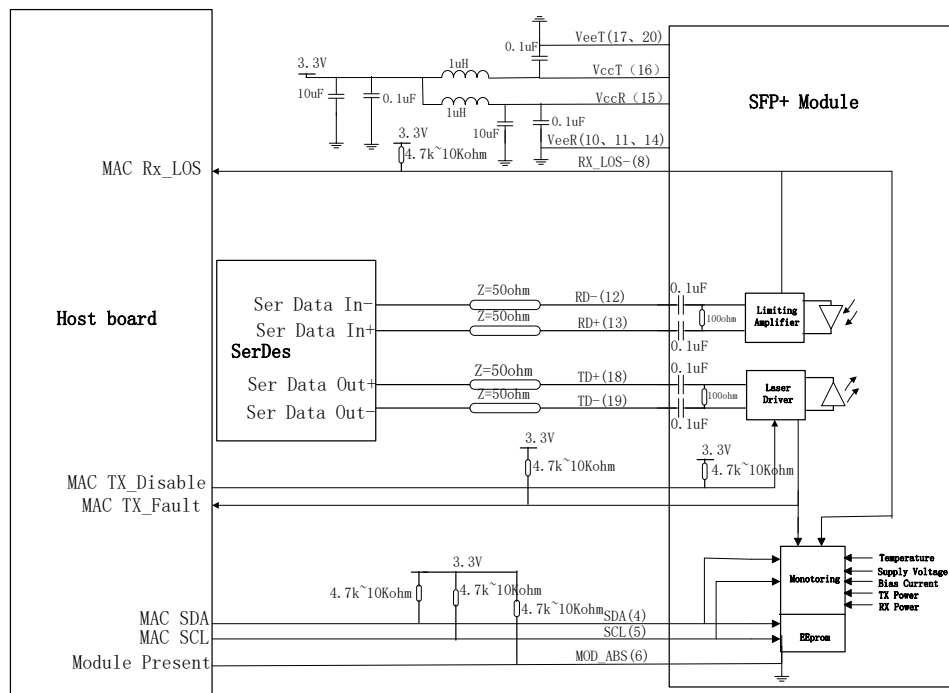 VeeT(17、20)
0.1uF
3.3V
1uH
VccT (16)
10uF
0.1uF
VccR (15)
1uH
10uF
0.1uF
SFP+ Module
3.3V
VeeR(10、11、14)
4.7k~10Kohm
RX_LOS-(8)
MAC Rx_LOS
Host board
SerDes
Ser Data In-
Z=50ohm
RD-(12)
0.1uF
Ser Data In+
Z=50ohm
RD+(13)
0.1uF
100ohm
Limiting
Amplifier
Ser Data Out+
Z=50ohm
TD+(18)
0.1uF
Ser Data Out-
Z=50ohm
TD-(19)
0.1uF
100ohm
Laser
Driver
3.3V
4.7k~10Kohm
3.3V
4.7k~10Kohm
MAC TX_Disable
MAC TX_Fault
Temperature
Supply Voltage
Bias Current
TX Power
RX Power
Monotoring
EEprom
3.3V
4.7k~10Kohm
4.7k~10Kohm
4.7k~10Kohm
MAC SDA
SDA(4)
MAC SCL
SCL(5)
Module Present
MOD_ABS(6)